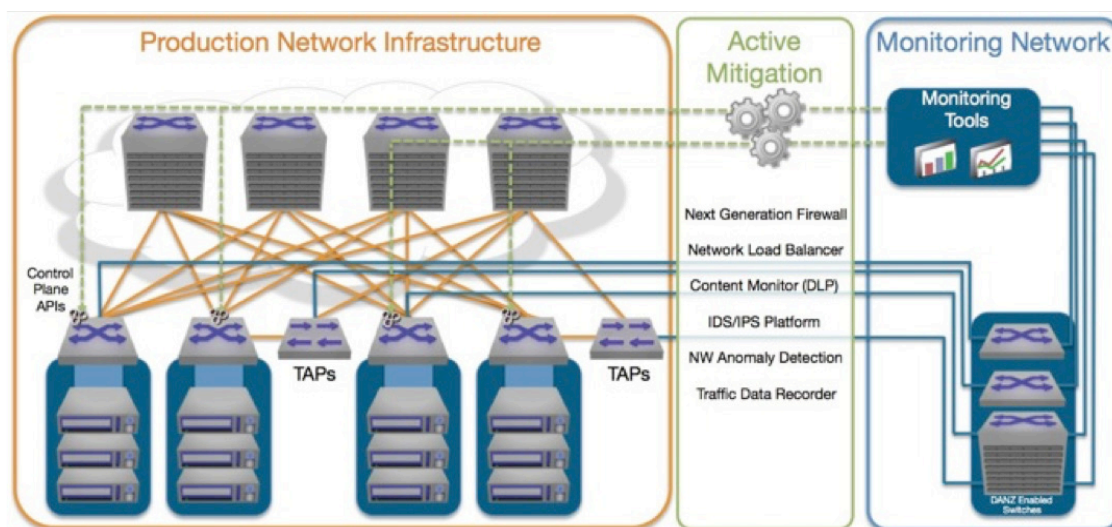 Production Network Infrastructure
Active
Mitigation
Monitoring Network
Monitoring
Tools
Next Generation Firewall
Network Load Balancer
Content Monitor (DLP)
IDS/IPS Platform
NW Anomaly Detection
Traffic Data Recorder
Control
Plane
APIs
TAPs
TAPs
DANZ Enabled
Switches